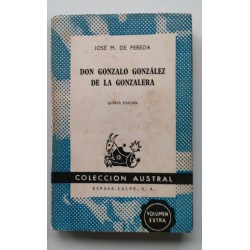 JOSÉ M. DE PEREDA
DON GONZALO GONZÁLEZ
DE LA GONZALERA
QUINTA EDICIÓN
COLECCION AUSTRAL
ESPASA-CALPE, S. A.
VOLUMEN
EXTRA